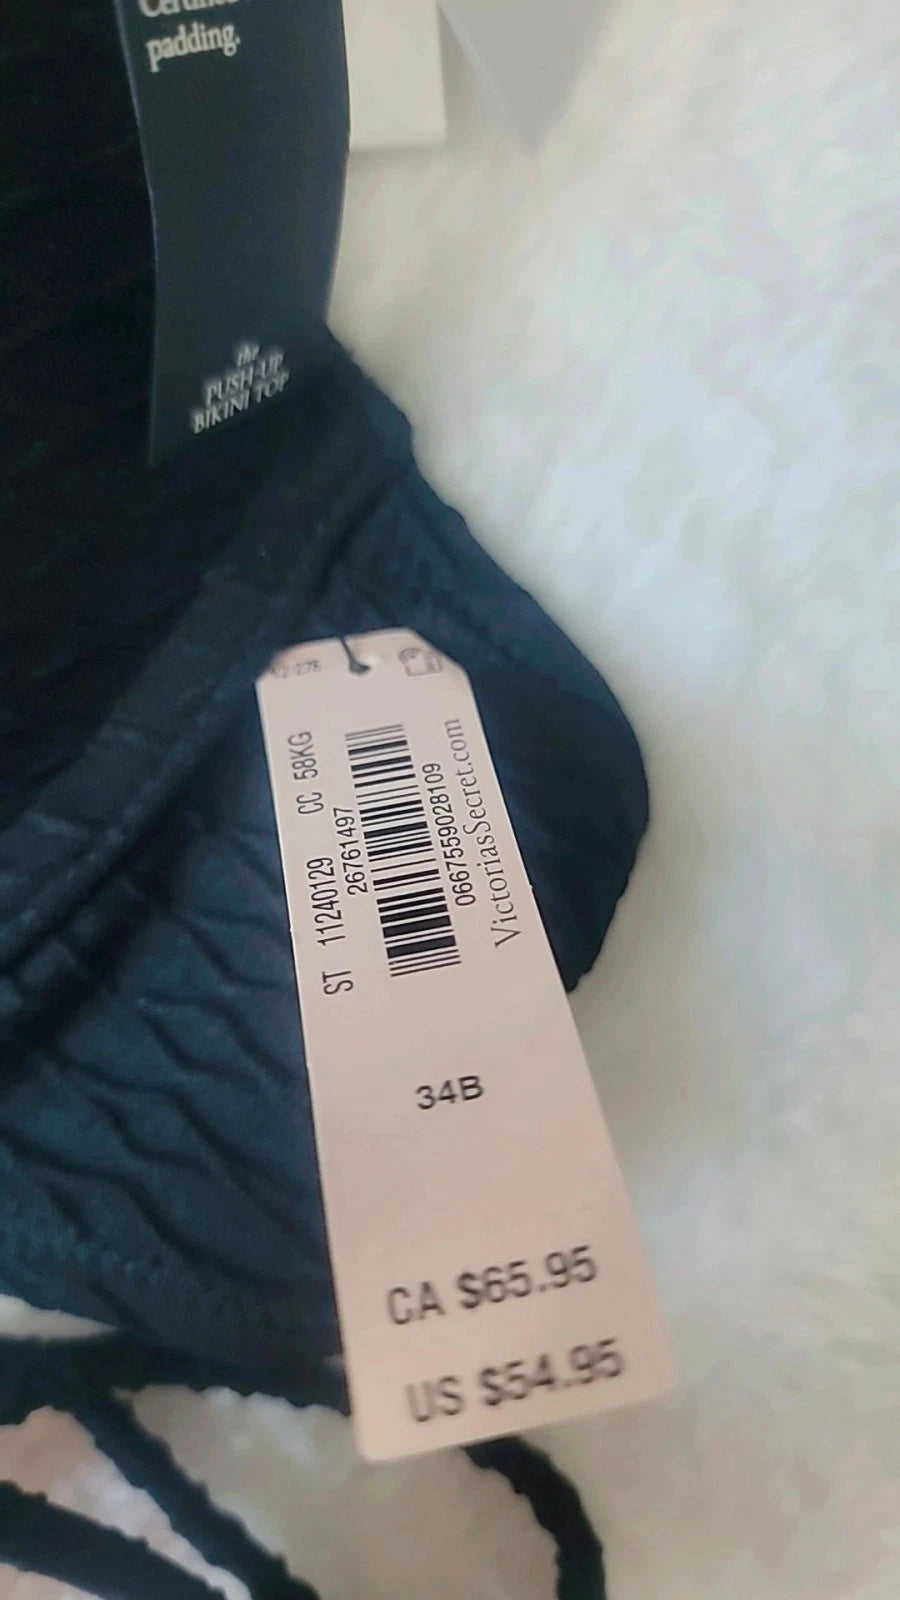 padding.
the
PUSH-UP
BIKINI TOP
ST 11240129 CC 58KG
26761497
0667559028109
VictoriasSecret.com
34B
CA $65.95
US $54.95